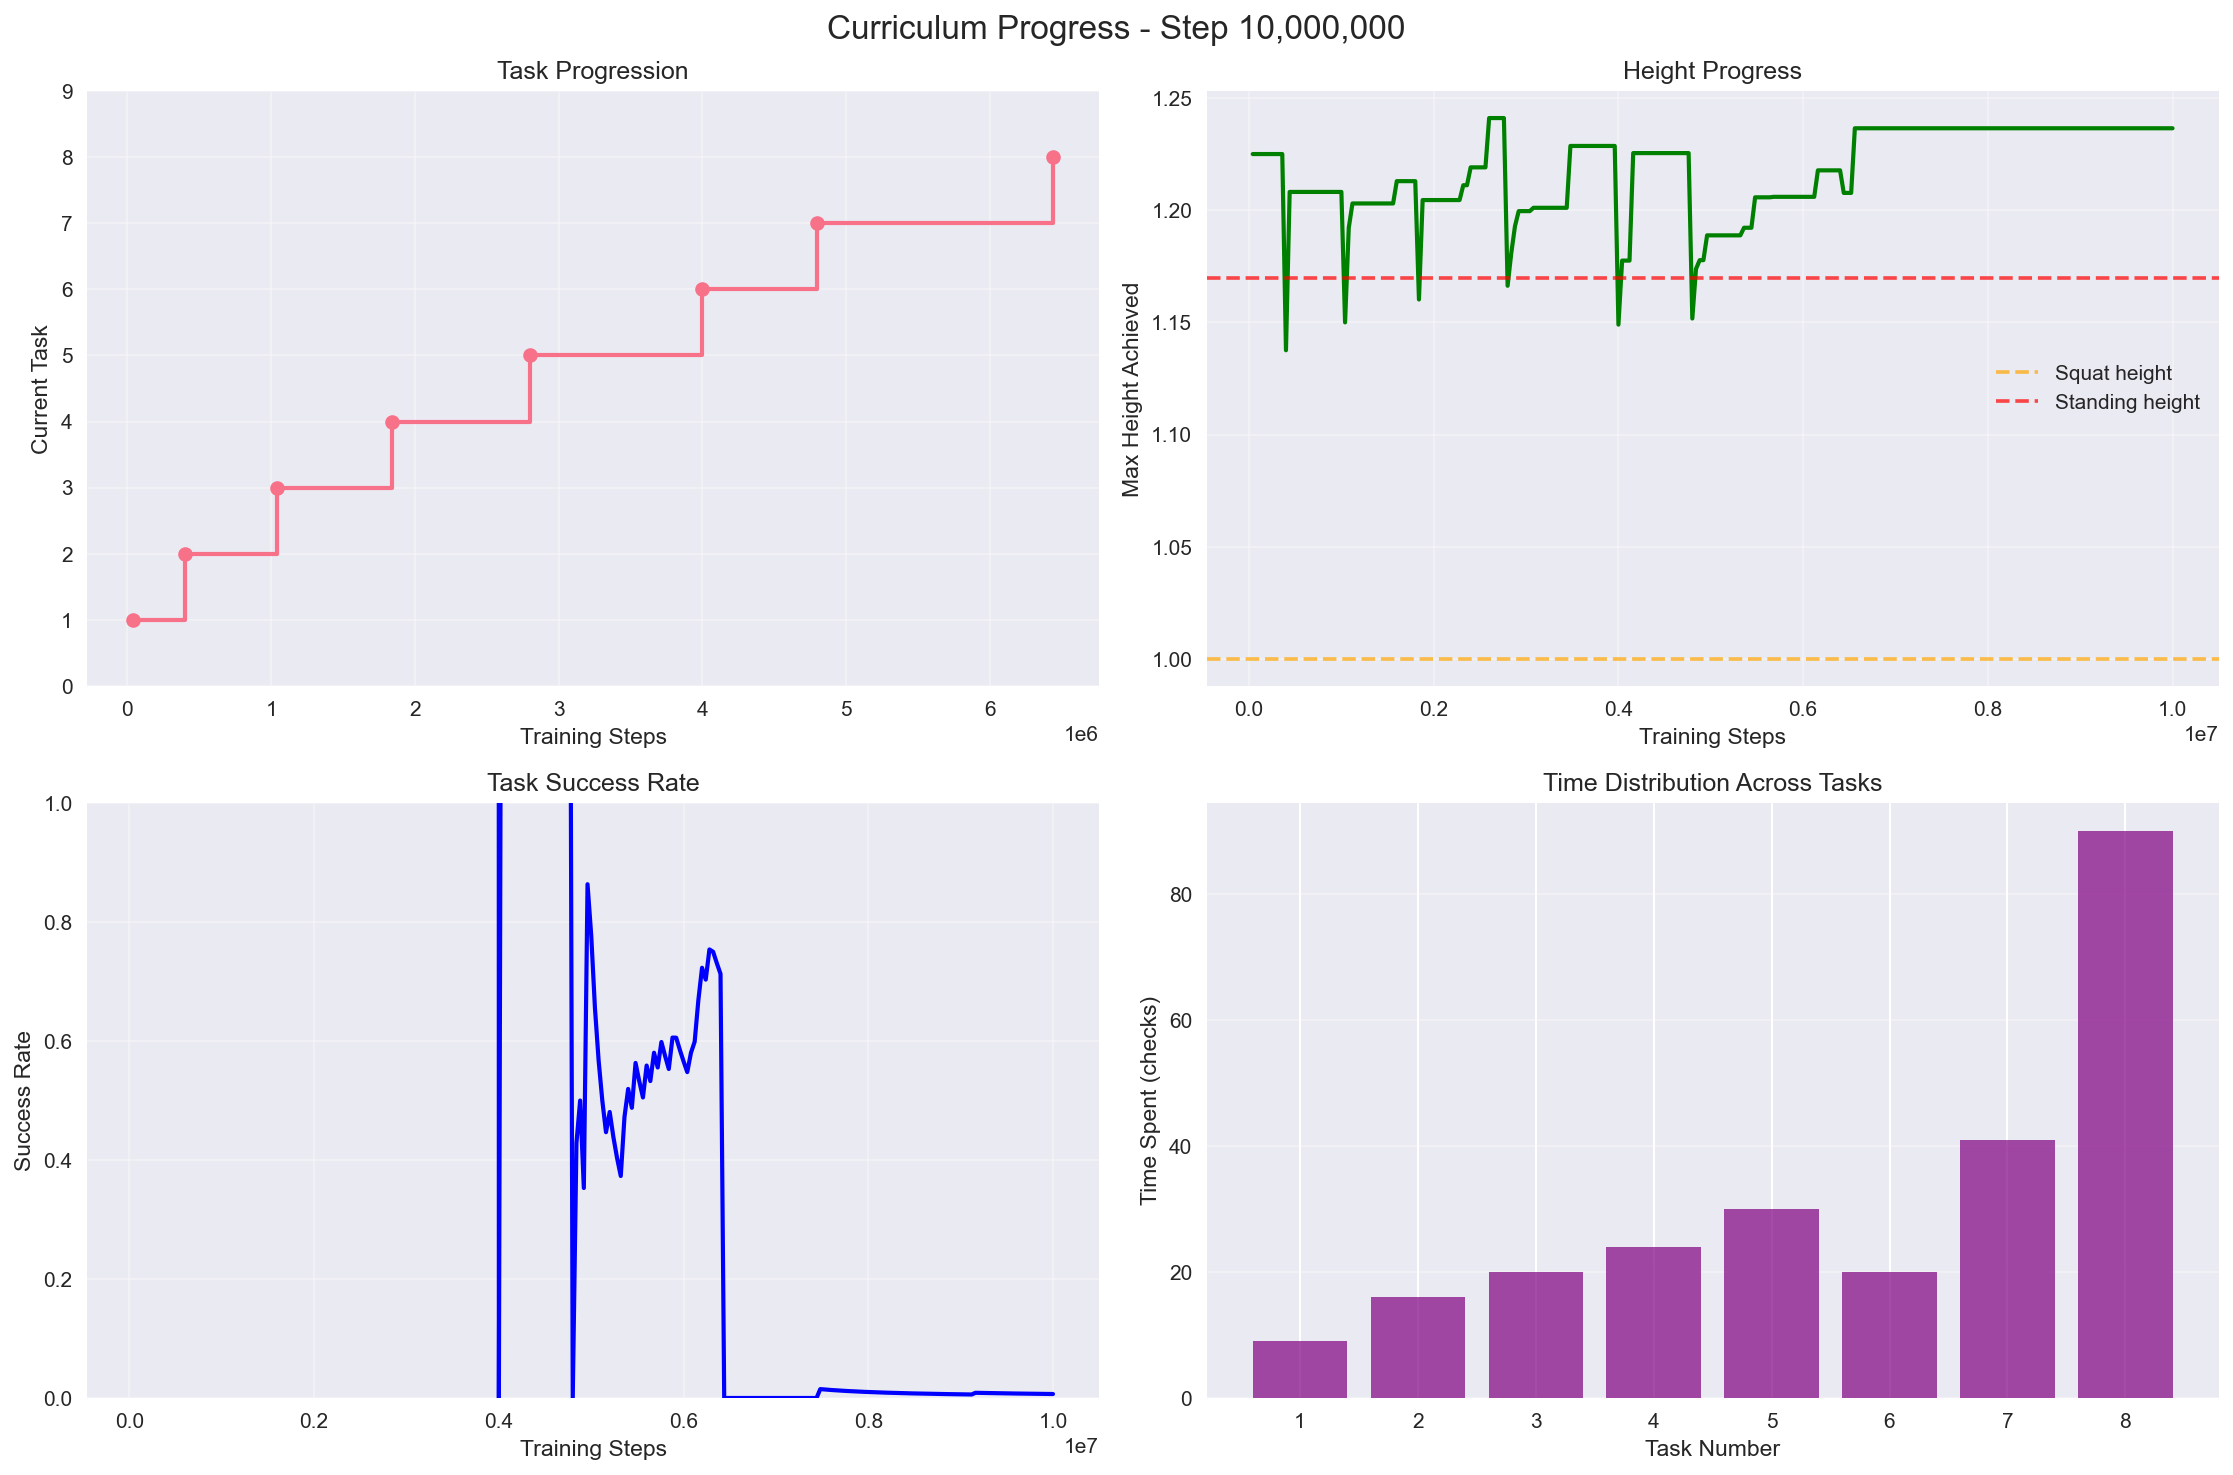 Curriculum Progress - Step 10,000,000
Task Progression
9
8
7
6
5
4
3
2
1
0
Current Task
0 1 2 3 4 5 6
1e6
Training Steps
Height Progress
1.25
1.20
1.15
1.10
1.05
1.00
Max Height Achieved
Squat height
Standing height
0.0 0.2 0.4 0.6 0.8 1.0
1e7
Training Steps
Task Success Rate
1.0
0.8
0.6
0.4
0.2
0.0
Success Rate
0.0 0.2 0.4 0.6 0.8 1.0
1e7
Training Steps
Time Distribution Across Tasks
80
60
40
20
0
Time Spent (checks)
1 2 3 4 5 6 7 8
Task Number